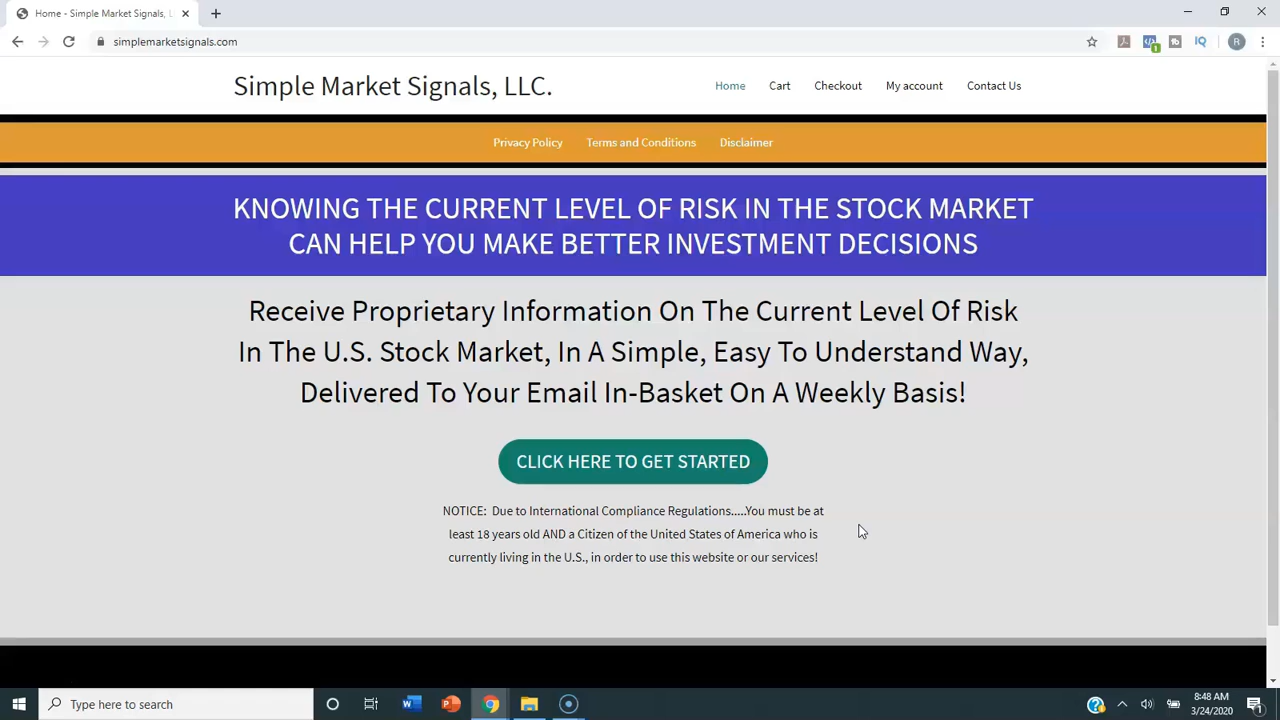 Home - Simple Market Signals, L
simplemarketsignals.com
Simple Market Signals, LLC.
Home Cart Checkout My account Contact Us
Privacy Policy Terms and Conditions Disclaimer
KNOWING THE CURRENT LEVEL OF RISK IN THE STOCK MARKET
CAN HELP YOU MAKE BETTER INVESTMENT DECISIONS
Receive Proprietary Information On The Current Level Of Risk
In The U.S. Stock Market, In A Simple, Easy To Understand Way,
Delivered To Your Email In-Basket On A Weekly Basis!
CLICK HERE TO GET STARTED
NOTICE: Due to International Compliance Regulations.....You must be at
least 18 years old AND a Citizen of the United States of America who is
currently living in the U.S., in order to use this website or our services!
Type here to search
8:48 AM
3/24/2020